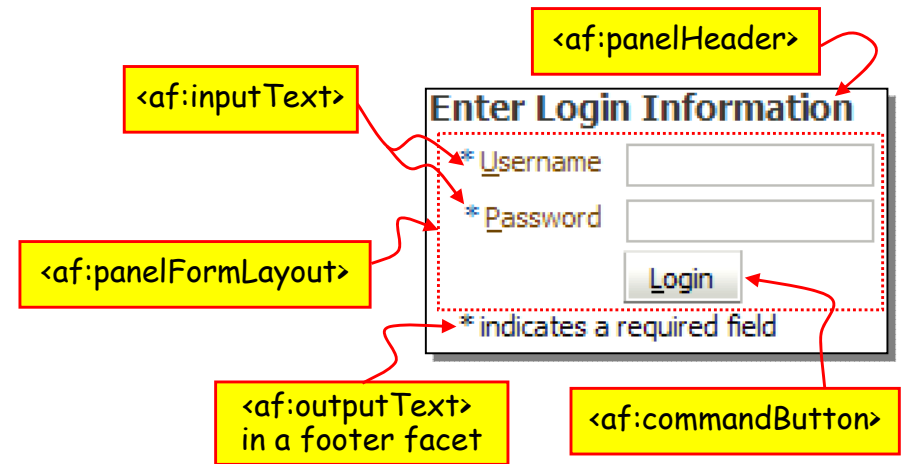 <af:panelHeader>
<af:inputText>
Enter Login Information
* Username
* Password
<af:panelFormLayout>
Login
* indicates a required field
<af:outputText>
in a footer facet
<af:commandButton>